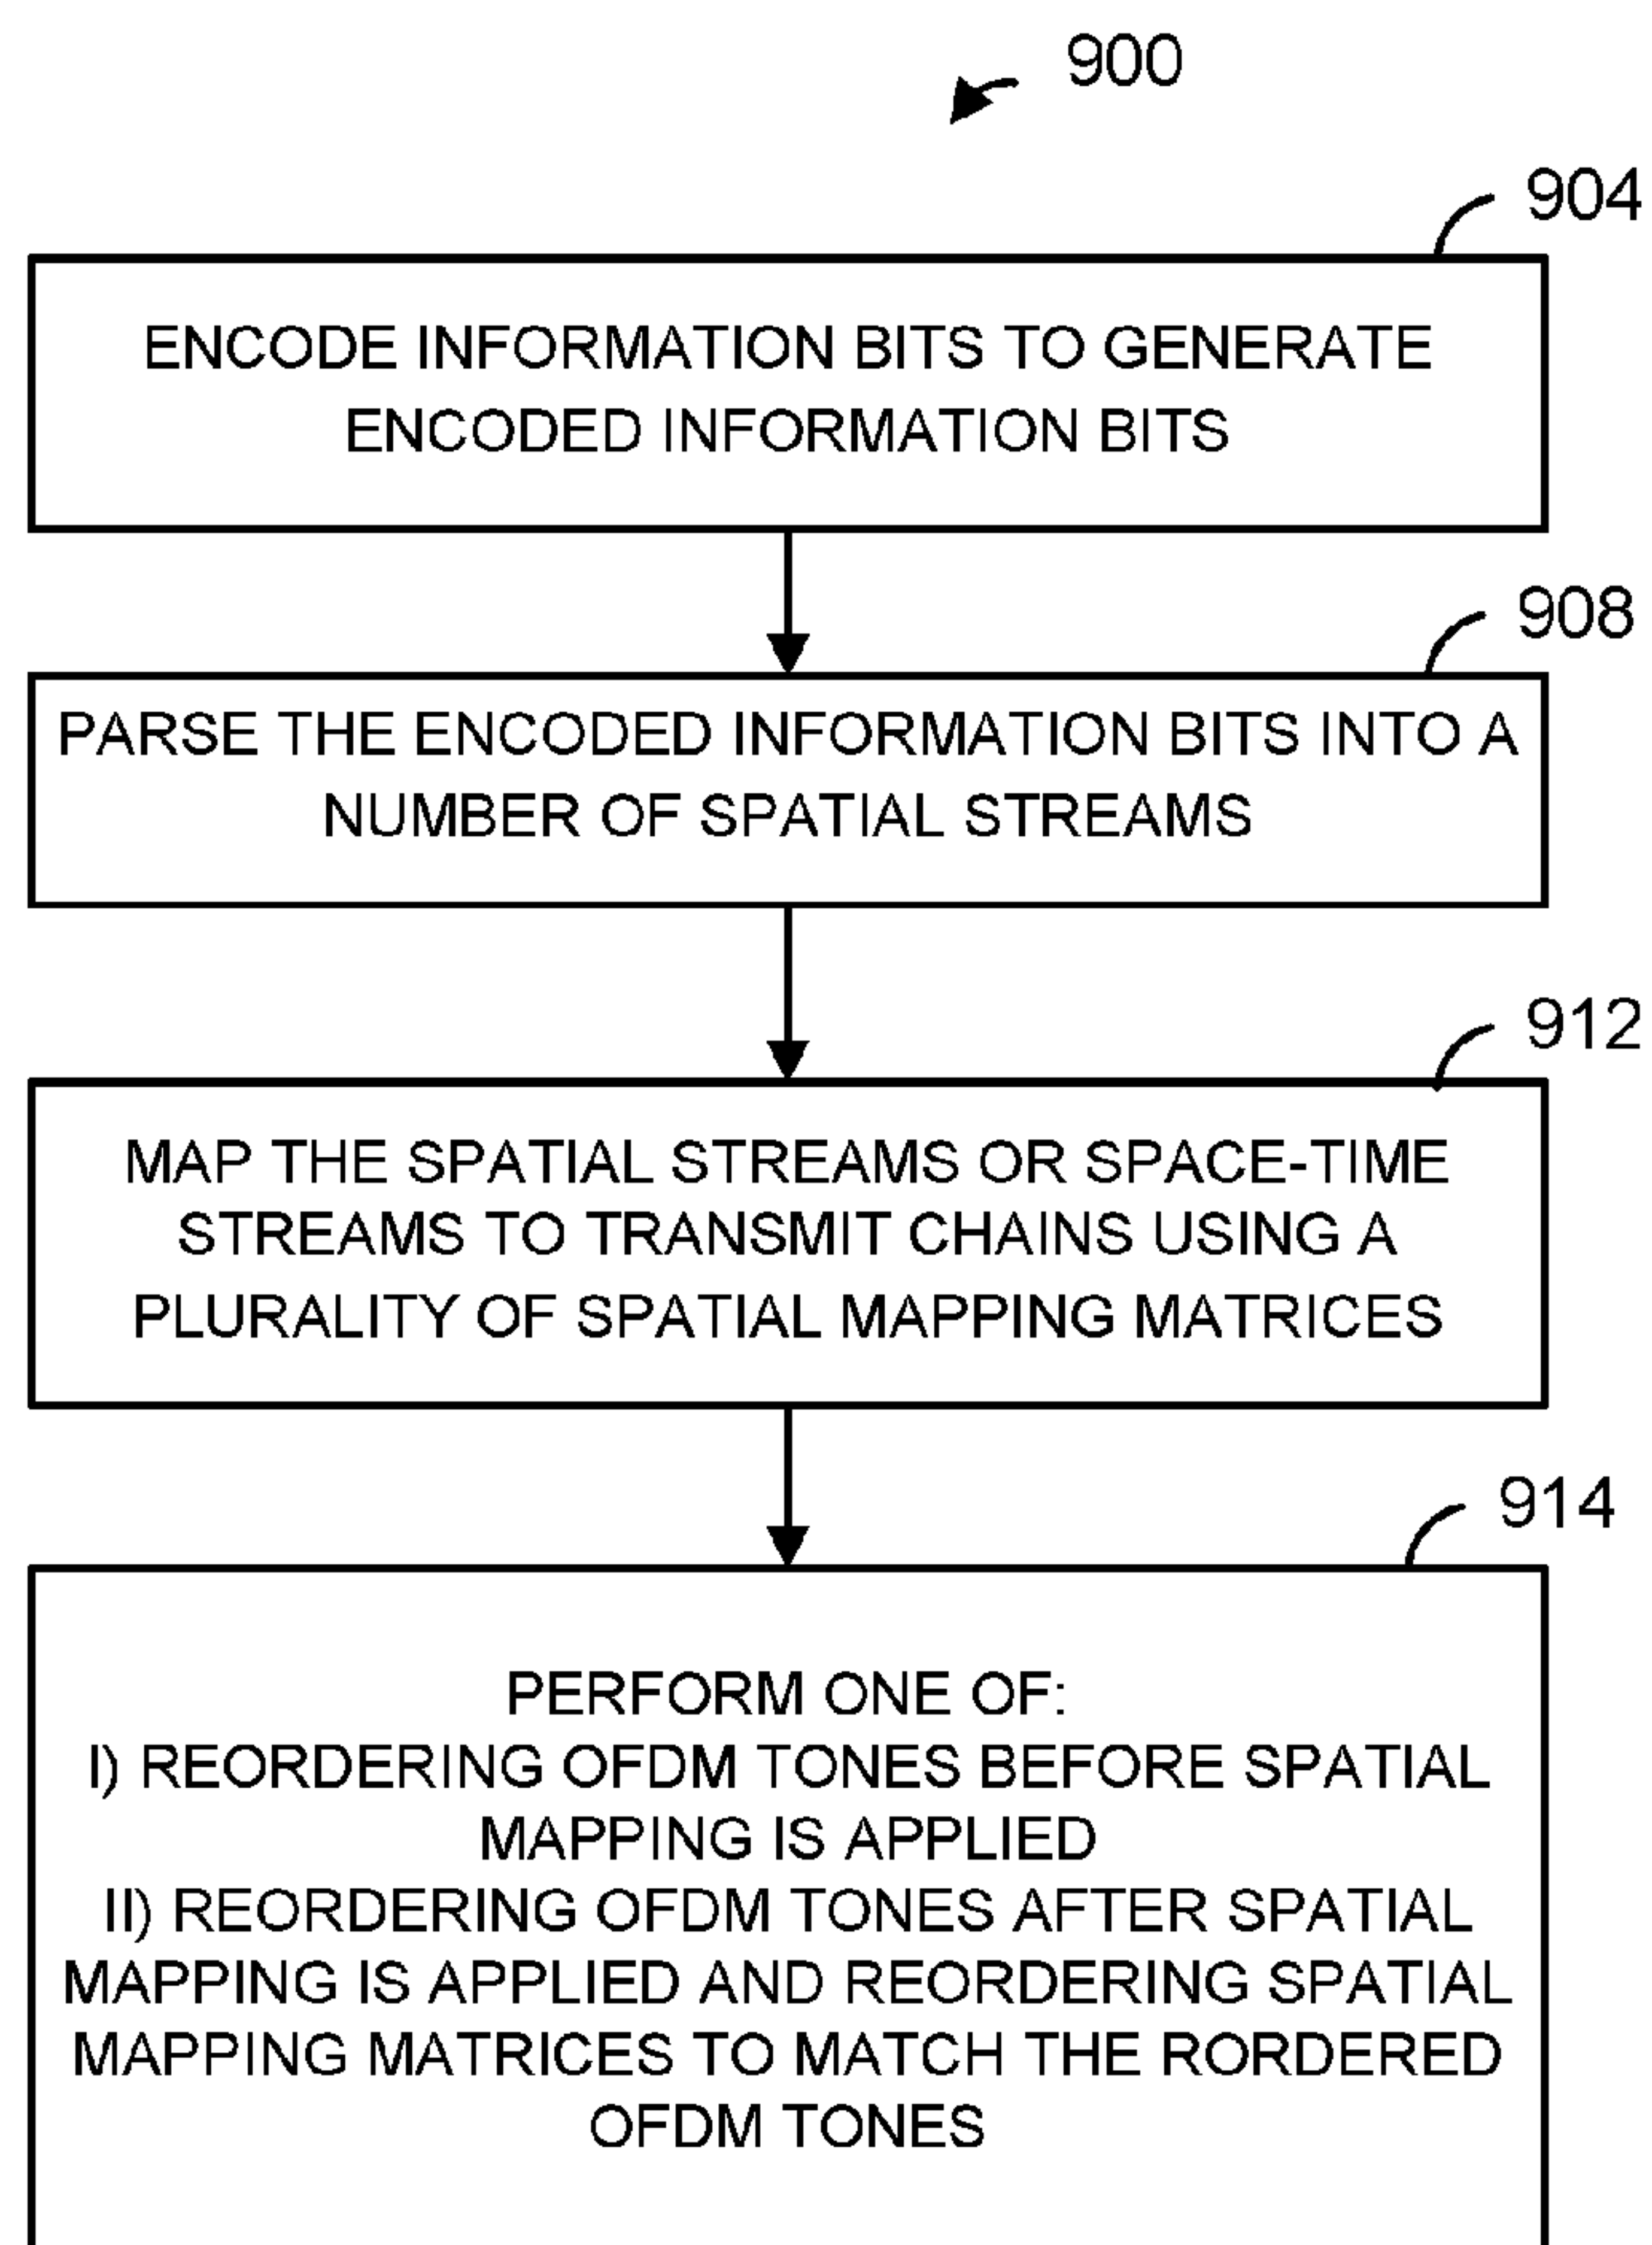 900
904
ENCODE INFORMATION BITS TO GENERATE
ENCODED INFORMATION BITS
908
PARSE THE ENCODED INFORMATION BITS INTO A
NUMBER OF SPATIAL STREAMS
912
MAP THE SPATIAL STREAMS OR SPACE-TIME
STREAMS TO TRANSMIT CHAINS USING A
PLURALITY OF SPATIAL MAPPING MATRICES
914
PERFORM ONE OF:
I) REORDERING OFDM TONES BEFORE SPATIAL
MAPPING IS APPLIED
II) REORDERING OFDM TONES AFTER SPATIAL
MAPPING IS APPLIED AND REORDERING SPATIAL
MAPPING MATRICES TO MATCH THE RORDERED
OFDM TONES